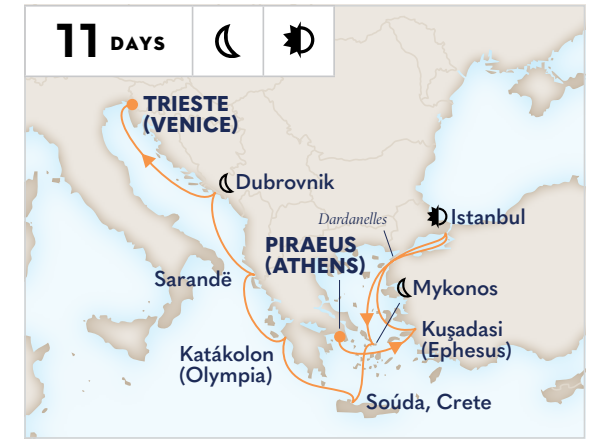 11 DAYS
TRIESTE
(VENICE)
Dubrovnik
Dardanelles
Istanbul
PIRAEUS
(ATHENS)
Mykonos
Sarandë
Kuşadasi
(Ephesus)
Katákolon
(Olympia)
Soúda, Crete